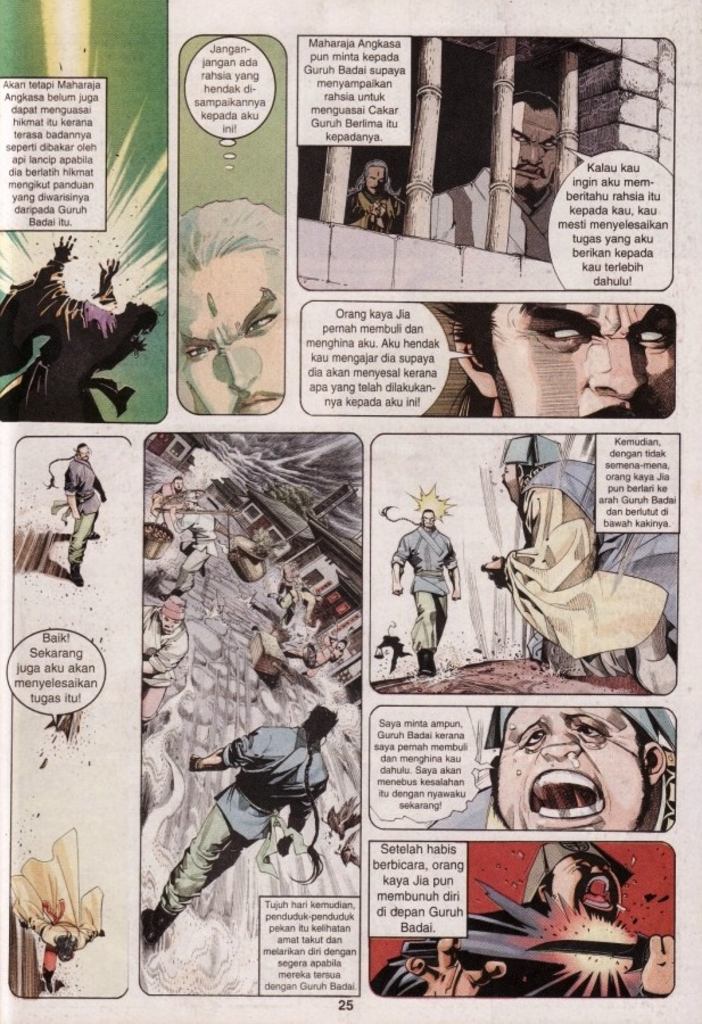 Akan tetapi Maharaja
Angkasa belum juga
dapat menguasai
hikmat itu kerana
terasa badannya
seperti dibakar oleh
api lancip apabila
dia berlatih hikmat
mengikut panduan
yang diwarisinya
daripada Guruh
Badai itu.
Jangan-
jangan ada
rahsia yang
hendak di-
sampaikannya
kepada aku
ini!
Maharaja Angkasa
pun minta kepada
Guruh Badai supaya
menyampaikan
rahsia untuk
menguasai Cakar
Guruh Berlima itu
kepadanya.
Kalau kau
ingin aku mem-
beritahu rahsia itu
kepada kau, kau
mesti menyelesaikan
tugas yang aku
berikan kepada
kau terlebih
dahulu!
Orang kaya Jia
pernah membuli dan
menghina aku. Aku hendak
kau mengajar dia supaya
dia akan menyesal kerana
apa yang telah dilakukan-
nya kepada aku ini!
Baik!
Sekarang
juga aku akan
menyelesaikan
tugas itu!
Tujuh hari kemudian,
penduduk-penduduk
pekan itu kelihatan
amat takut dan
melarikan diri dengan
segera apabila
mereka tersua
dengan Guruh Badai.
Kemudian,
dengan tidak
semena-mena,
orang kaya Jia
pun berlari ke
arah Guruh Badai
dan berlutut di
bawah kakinya.
Saya minta ampun,
Guruh Badai kerana
saya pernah membuli
dan menghina kau
dahulu. Saya akan
menebus kesalahan
itu dengan nyawaku
sekarang!
Setelah habis
berbicara, orang
kaya Jia pun
membunuh diri
di depan Guruh
Badai.
25